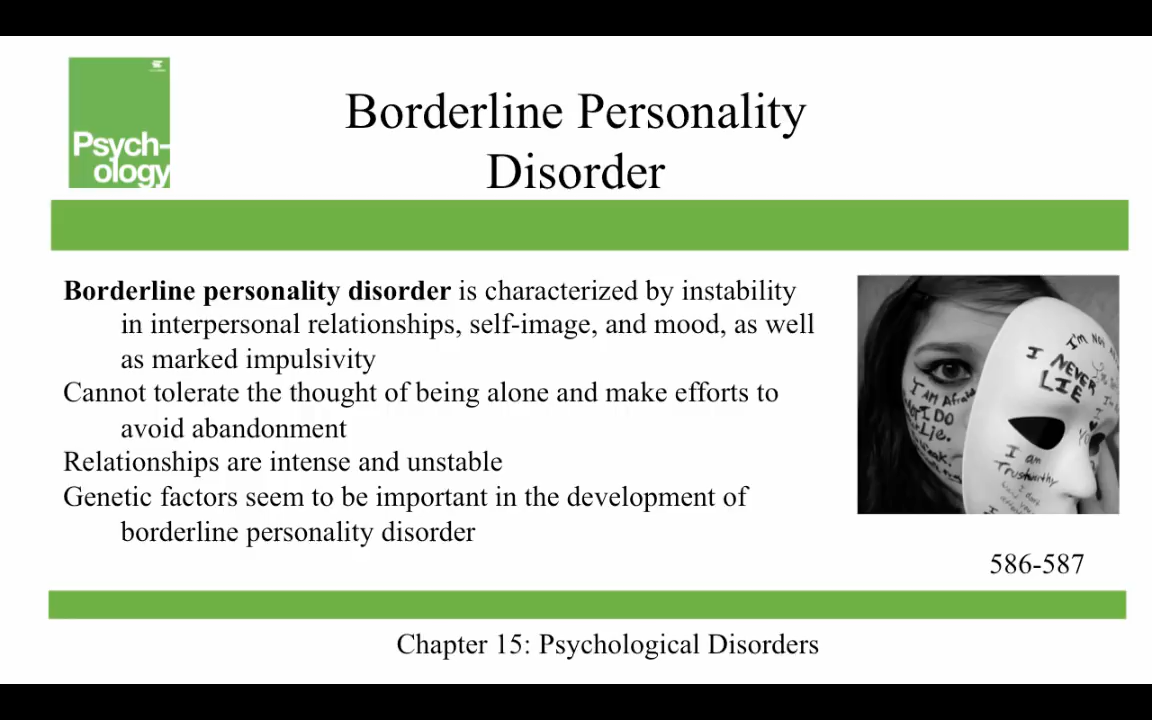 Psych-
ology
Borderline Personality
Disorder
Borderline personality disorder is characterized by instability
in interpersonal relationships, self-image, and mood, as well
as marked impulsivity
Cannot tolerate the thought of being alone and make efforts to
avoid abandonment
Relationships are intense and unstable
Genetic factors seem to be important in the development of
borderline personality disorder
I AM Afraid
I DO
Lie.
I'M NOT
I NEVER
LIE
I am
Trustworthy
586-587
Chapter 15: Psychological Disorders